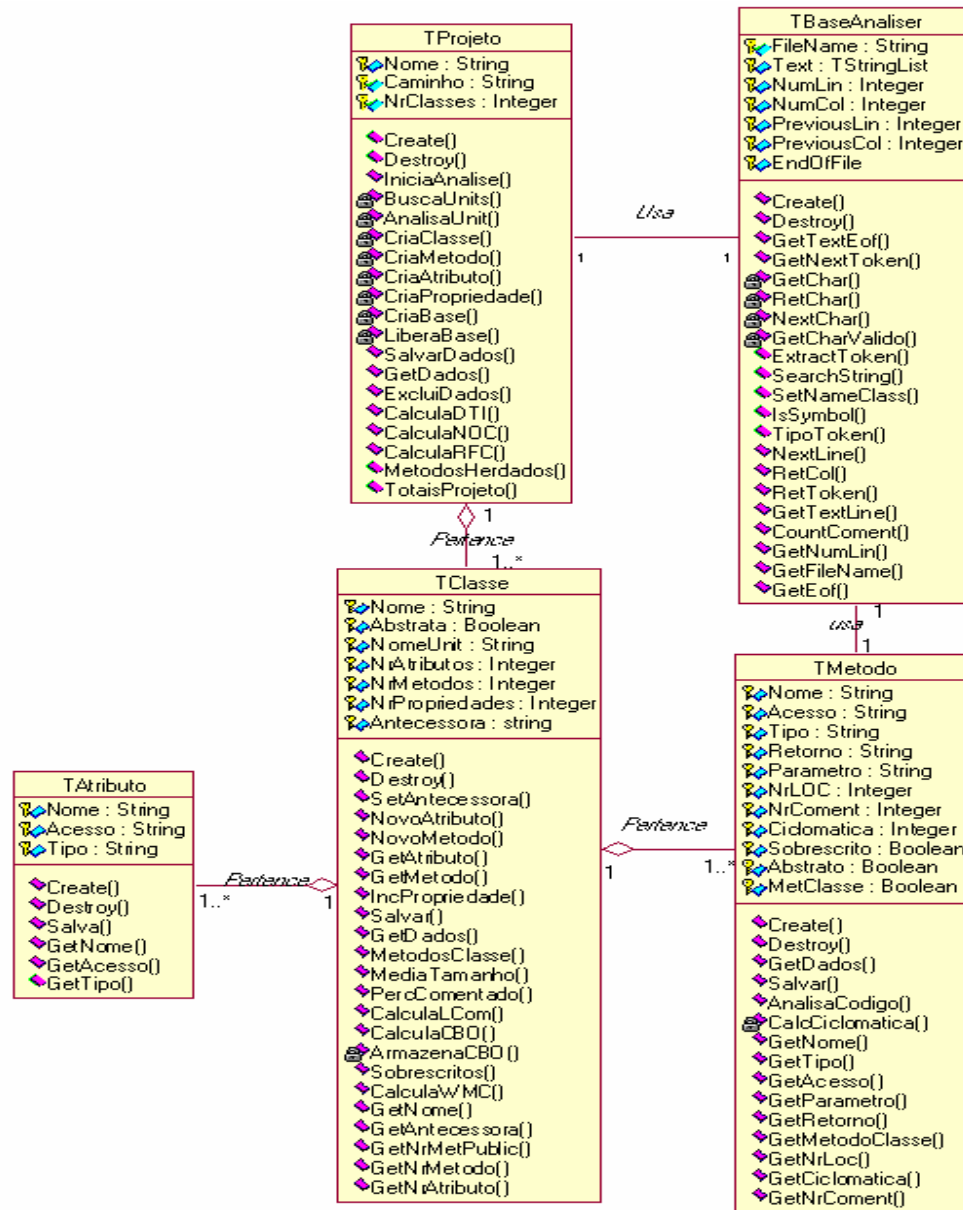 TProjeto
Nome : String
Caminho : String
NrClasses : Integer
Create()
Destroy()
IniciaAnalise()
BuscaUnits()
AnalisaUnit()
CriaClasse()
CriaMetodo()
CriaAtributo()
CriaPropriedade()
CriaBase()
LiberaBase()
SalvarDados()
GetDados()
ExcluiDados()
CalculaDTI()
CalculaNOC()
CalculaRFC()
MetodosHerdados()
TotaisProjeto()
Usa
1
1
TBaseAnaliser
FileName : String
Text : TStringList
NumLin : Integer
NumCol : Integer
PreviousLin : Integer
PreviousCol : Integer
EndOfFile
Create()
Destroy()
GetTextEof()
GetNextToken()
GetChar()
RetChar()
NextChar()
GetCharValido()
ExtractToken()
SearchString()
SetNameClass()
IsSymbol()
TipoToken()
NextLine()
RetCol()
RetToken()
GetTextLine()
CountComent()
GetNumLin()
GetFileName()
GetEof()
1
Pertence
1..*
1
usa
1
TClasse
Nome : String
Abstrata : Boolean
NomeUnit : String
NrAtributos : Integer
NrMetodos : Integer
NrPropriedades : Integer
Antecessora : string
Create()
Destroy()
SetAntecessora()
NovoAtributo()
NovoMetodo()
GetAtributo()
GetMetodo()
IncPropriedade()
Salvar()
GetDados()
MetodosClasse()
MediaTamanho()
PercComentado()
CalculaLCom()
CalculaCBO()
ArmazenaCBO()
Sobrescritos()
CalculaWMC()
GetNome()
GetAntecessora()
GetNrMetPublic()
GetNrMetodo()
GetNrAtributo()
TAtributo
Nome : String
Acesso : String
Tipo : String
Create()
Destroy()
Salva()
GetNome()
GetAcesso()
GetTipo()
Pertence
1..*
1
Pertence
1
1..*
TMetodo
Nome : String
Acesso : String
Tipo : String
Retorno : String
Parametro : String
NrLOC : Integer
NrComent : Integer
Ciclomatica : Integer
Sobrescrito : Boolean
Abstrato : Boolean
MetClasse : Boolean
Create()
Destroy()
GetDados()
Salvar()
AnalisaCodigo()
CalcCiclomatica()
GetNome()
GetTipo()
GetAcesso()
GetParametro()
GetRetorno()
GetMetodoClasse()
GetNrLoc()
GetCiclomatica()
GetNrComent()